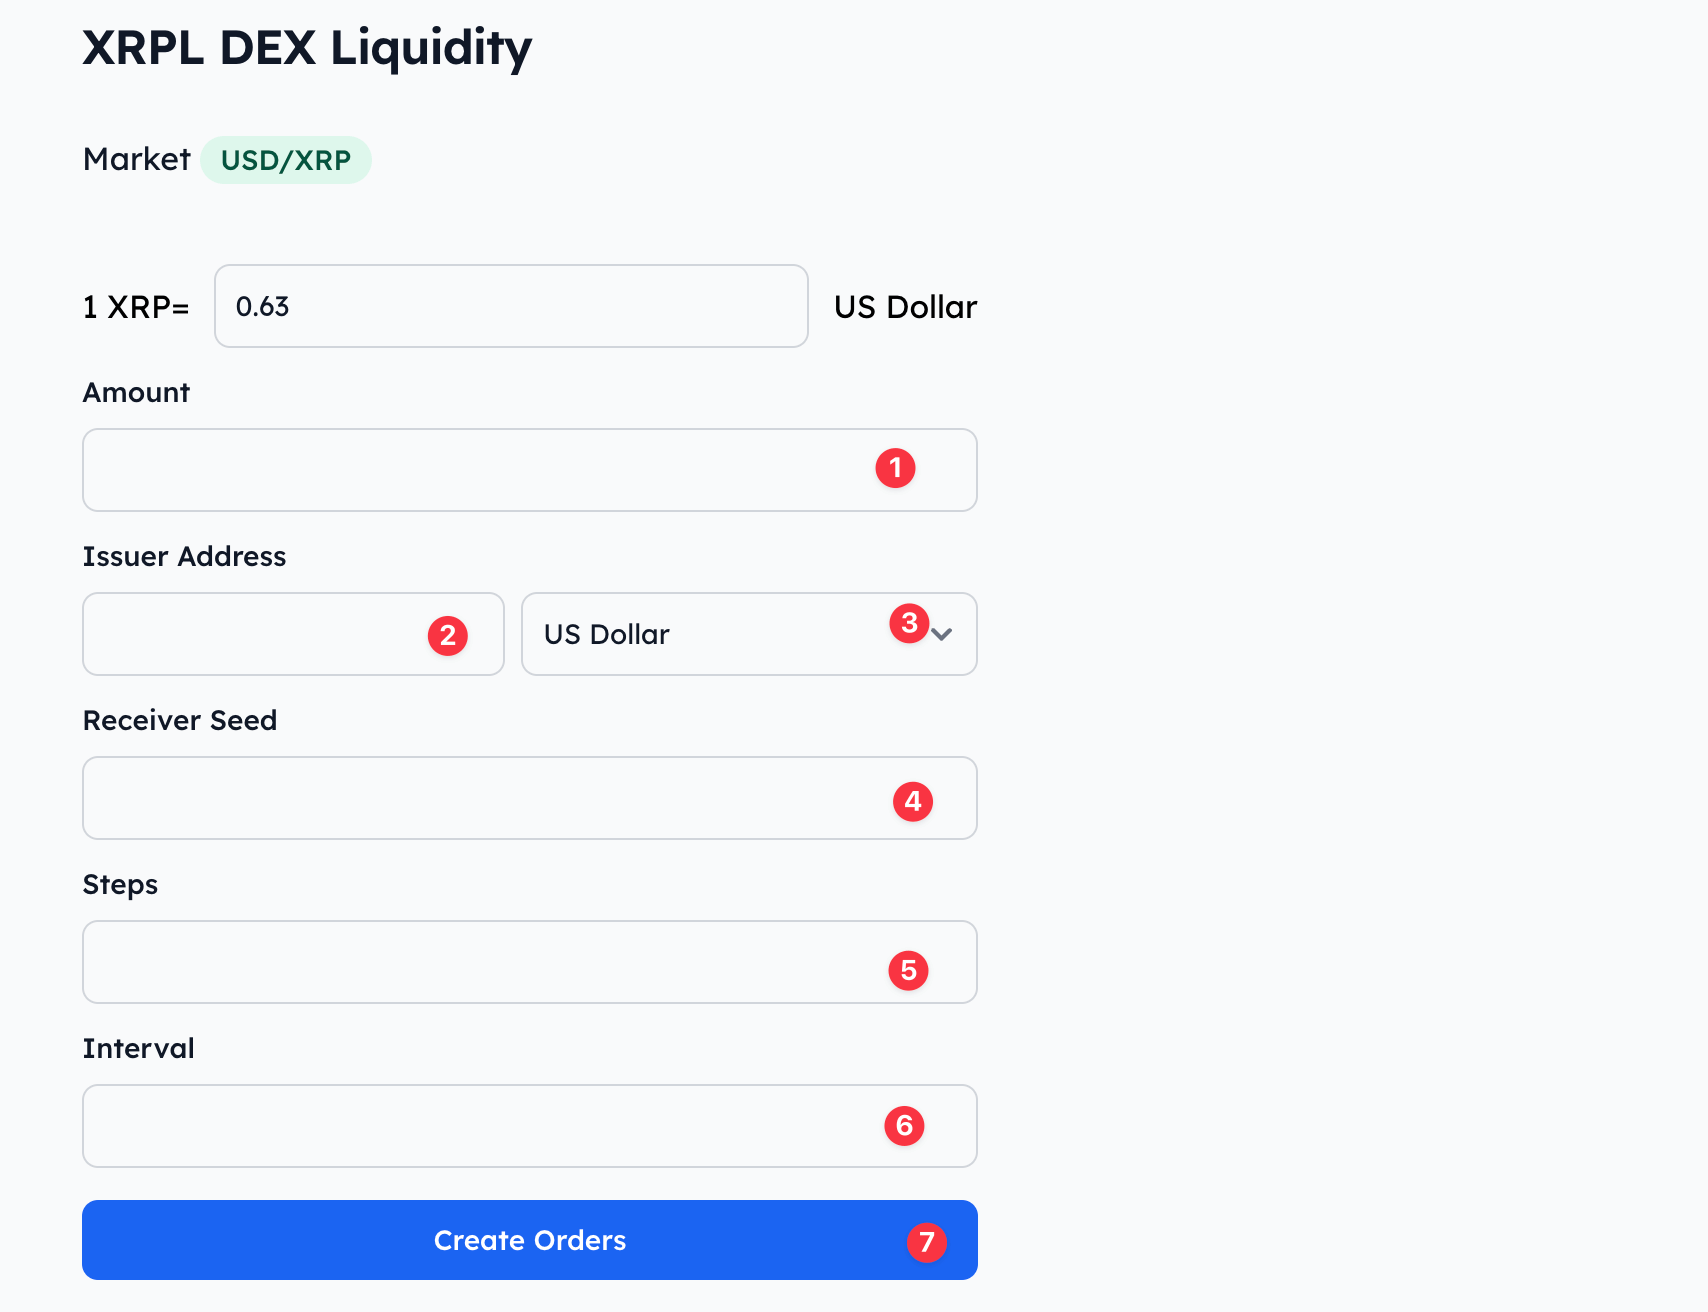 XRPL DEX Liquidity
Market USD/XRP
1 XRP= 0.63 US Dollar
Amount
1
Issuer Address
2 US Dollar 3
Receiver Seed
4
Steps
5
Interval
6
Create Orders 7